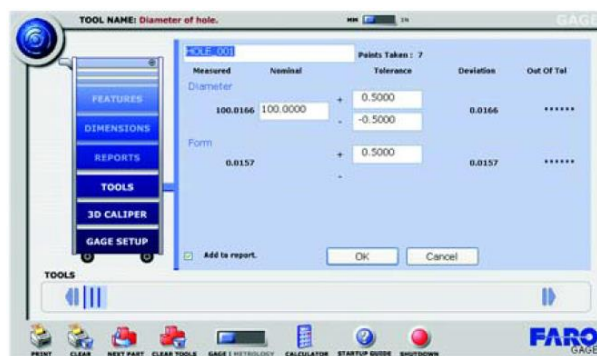 TOOL NAME: Diameter of hole.
MM IN
GAGE
HOLE_001
Points Taken : 7
Measured Nominal Tolerance Deviation Out Of Tol
Diameter
+ 0.5000
100.0166 100.0000 0.0166 ******
- -0.5000
Form
+ 0.5000
0.0157 0.0157 ******
-
FEATURES
DIMENSIONS
REPORTS
TOOLS
3D CALIPER
GAGE SETUP
Add to report.
OK Cancel
TOOLS
PRINT CLEAR NEXT PART CLEAR TOOLS GAGE | METROLOGY CALCULATOR STARTUP GUIDE SHUTDOWN
FARO
GAGE